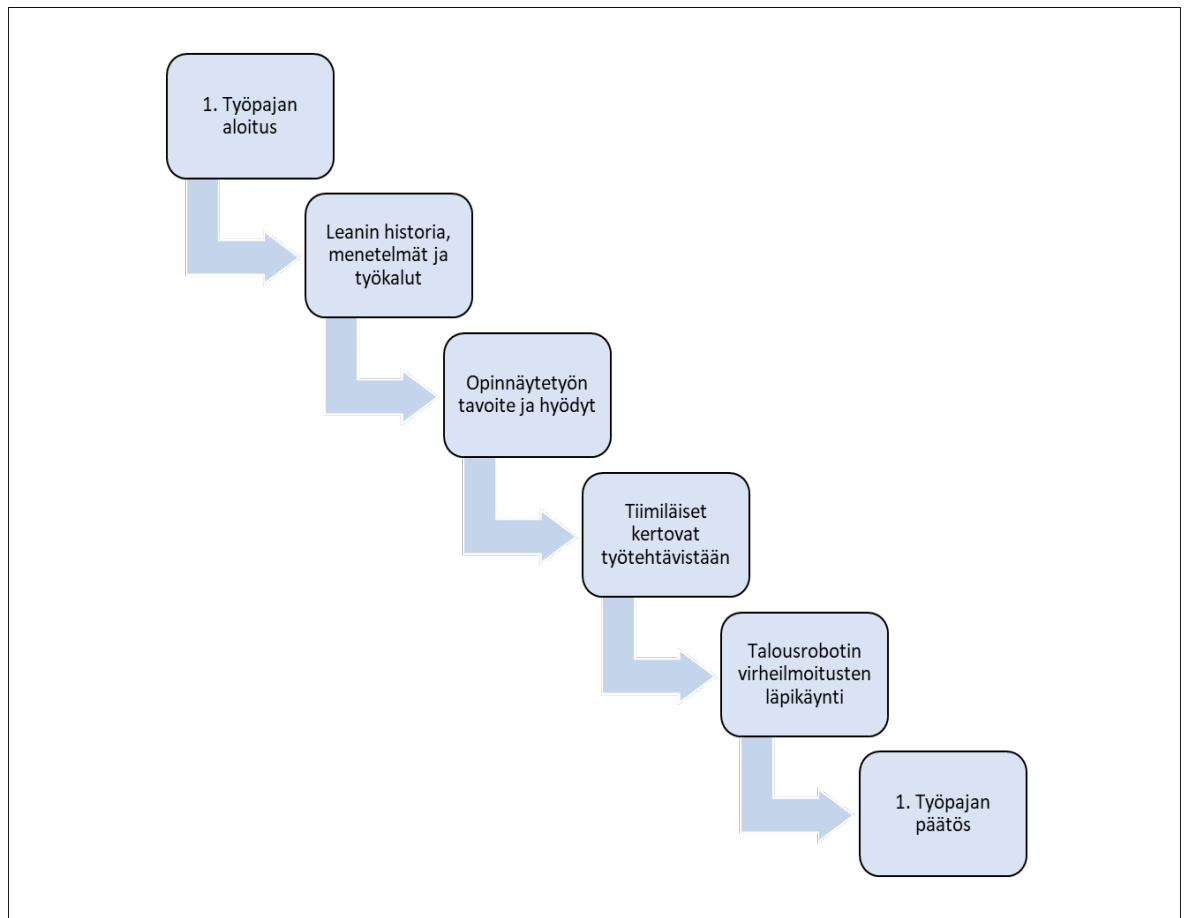 1. Työpajan
aloitus
Leanin historia,
menetelmät ja
työkalut
Opinnäytetyön
tavoite ja hyödyt
Tiimiläiset
kertovat
työtehtävistään
Talousrobotin
virheilmoitusten
läpikäynti
1. Työpajan
päätös